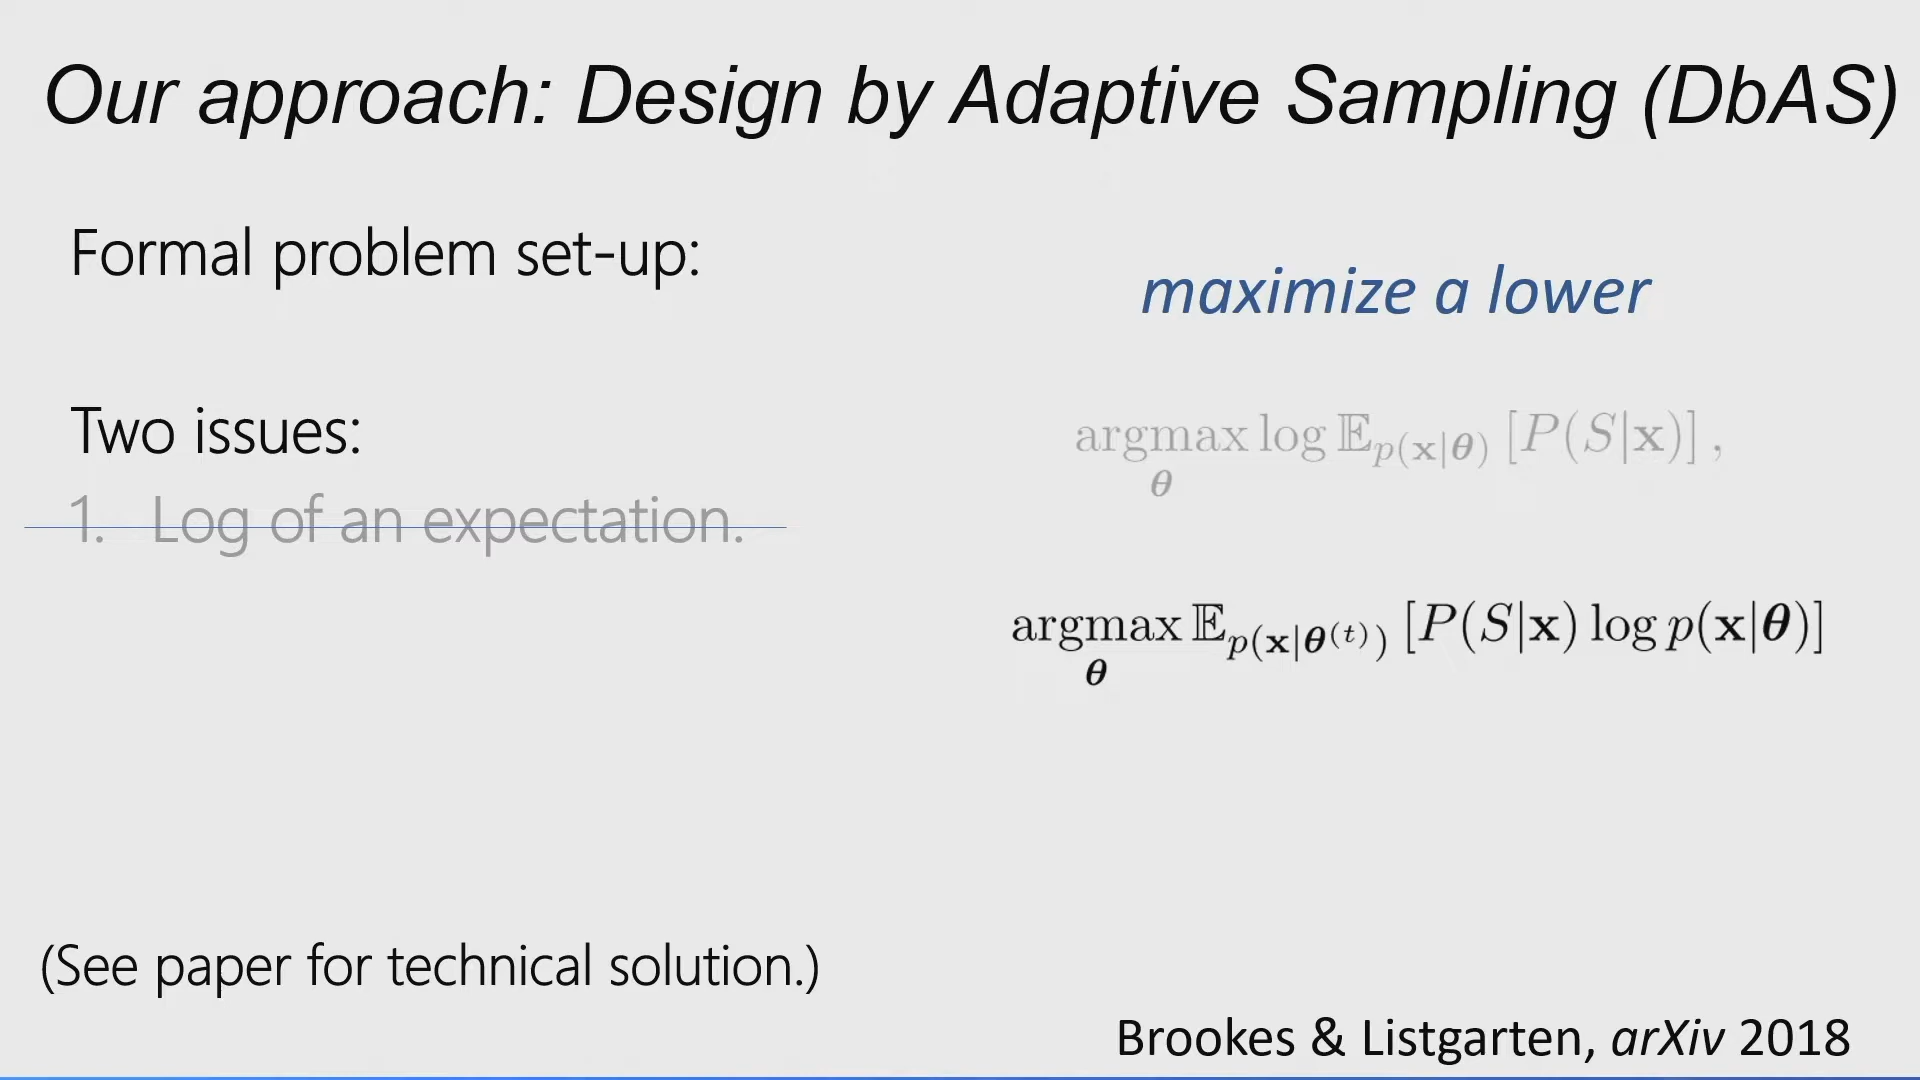 Our approach: Design by Adaptive Sampling (DbAS)
Formal problem set-up:
maximize a lower
Two issues:
argmax log 𝔼_{p(𝐱|𝜽)} [P(S|𝐱)] ,
𝜽
1. Log of an expectation.
argmax 𝔼_{p(𝐱|𝜽^{(t)})} [P(S|𝐱) log p(𝐱|𝜽)]
𝜽
(See paper for technical solution.)
Brookes & Listgarten, arXiv 2018